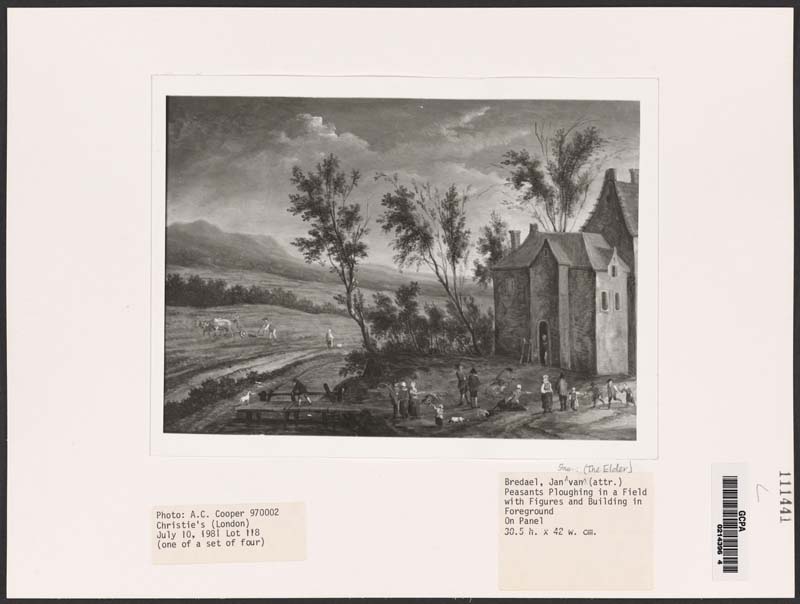 (The Elder)
Bredael, Jan ^ van ^ (attr.)
Peasants Ploughing in a Field
with Figures and Building in
Foreground
On Panel
30.5 h. x 42 w. cm.
Photo: A.C. Cooper 970002
Christie's (London)
July 10, 1981 Lot 118
(one of a set of four)
GCPA
0214396 4
111441